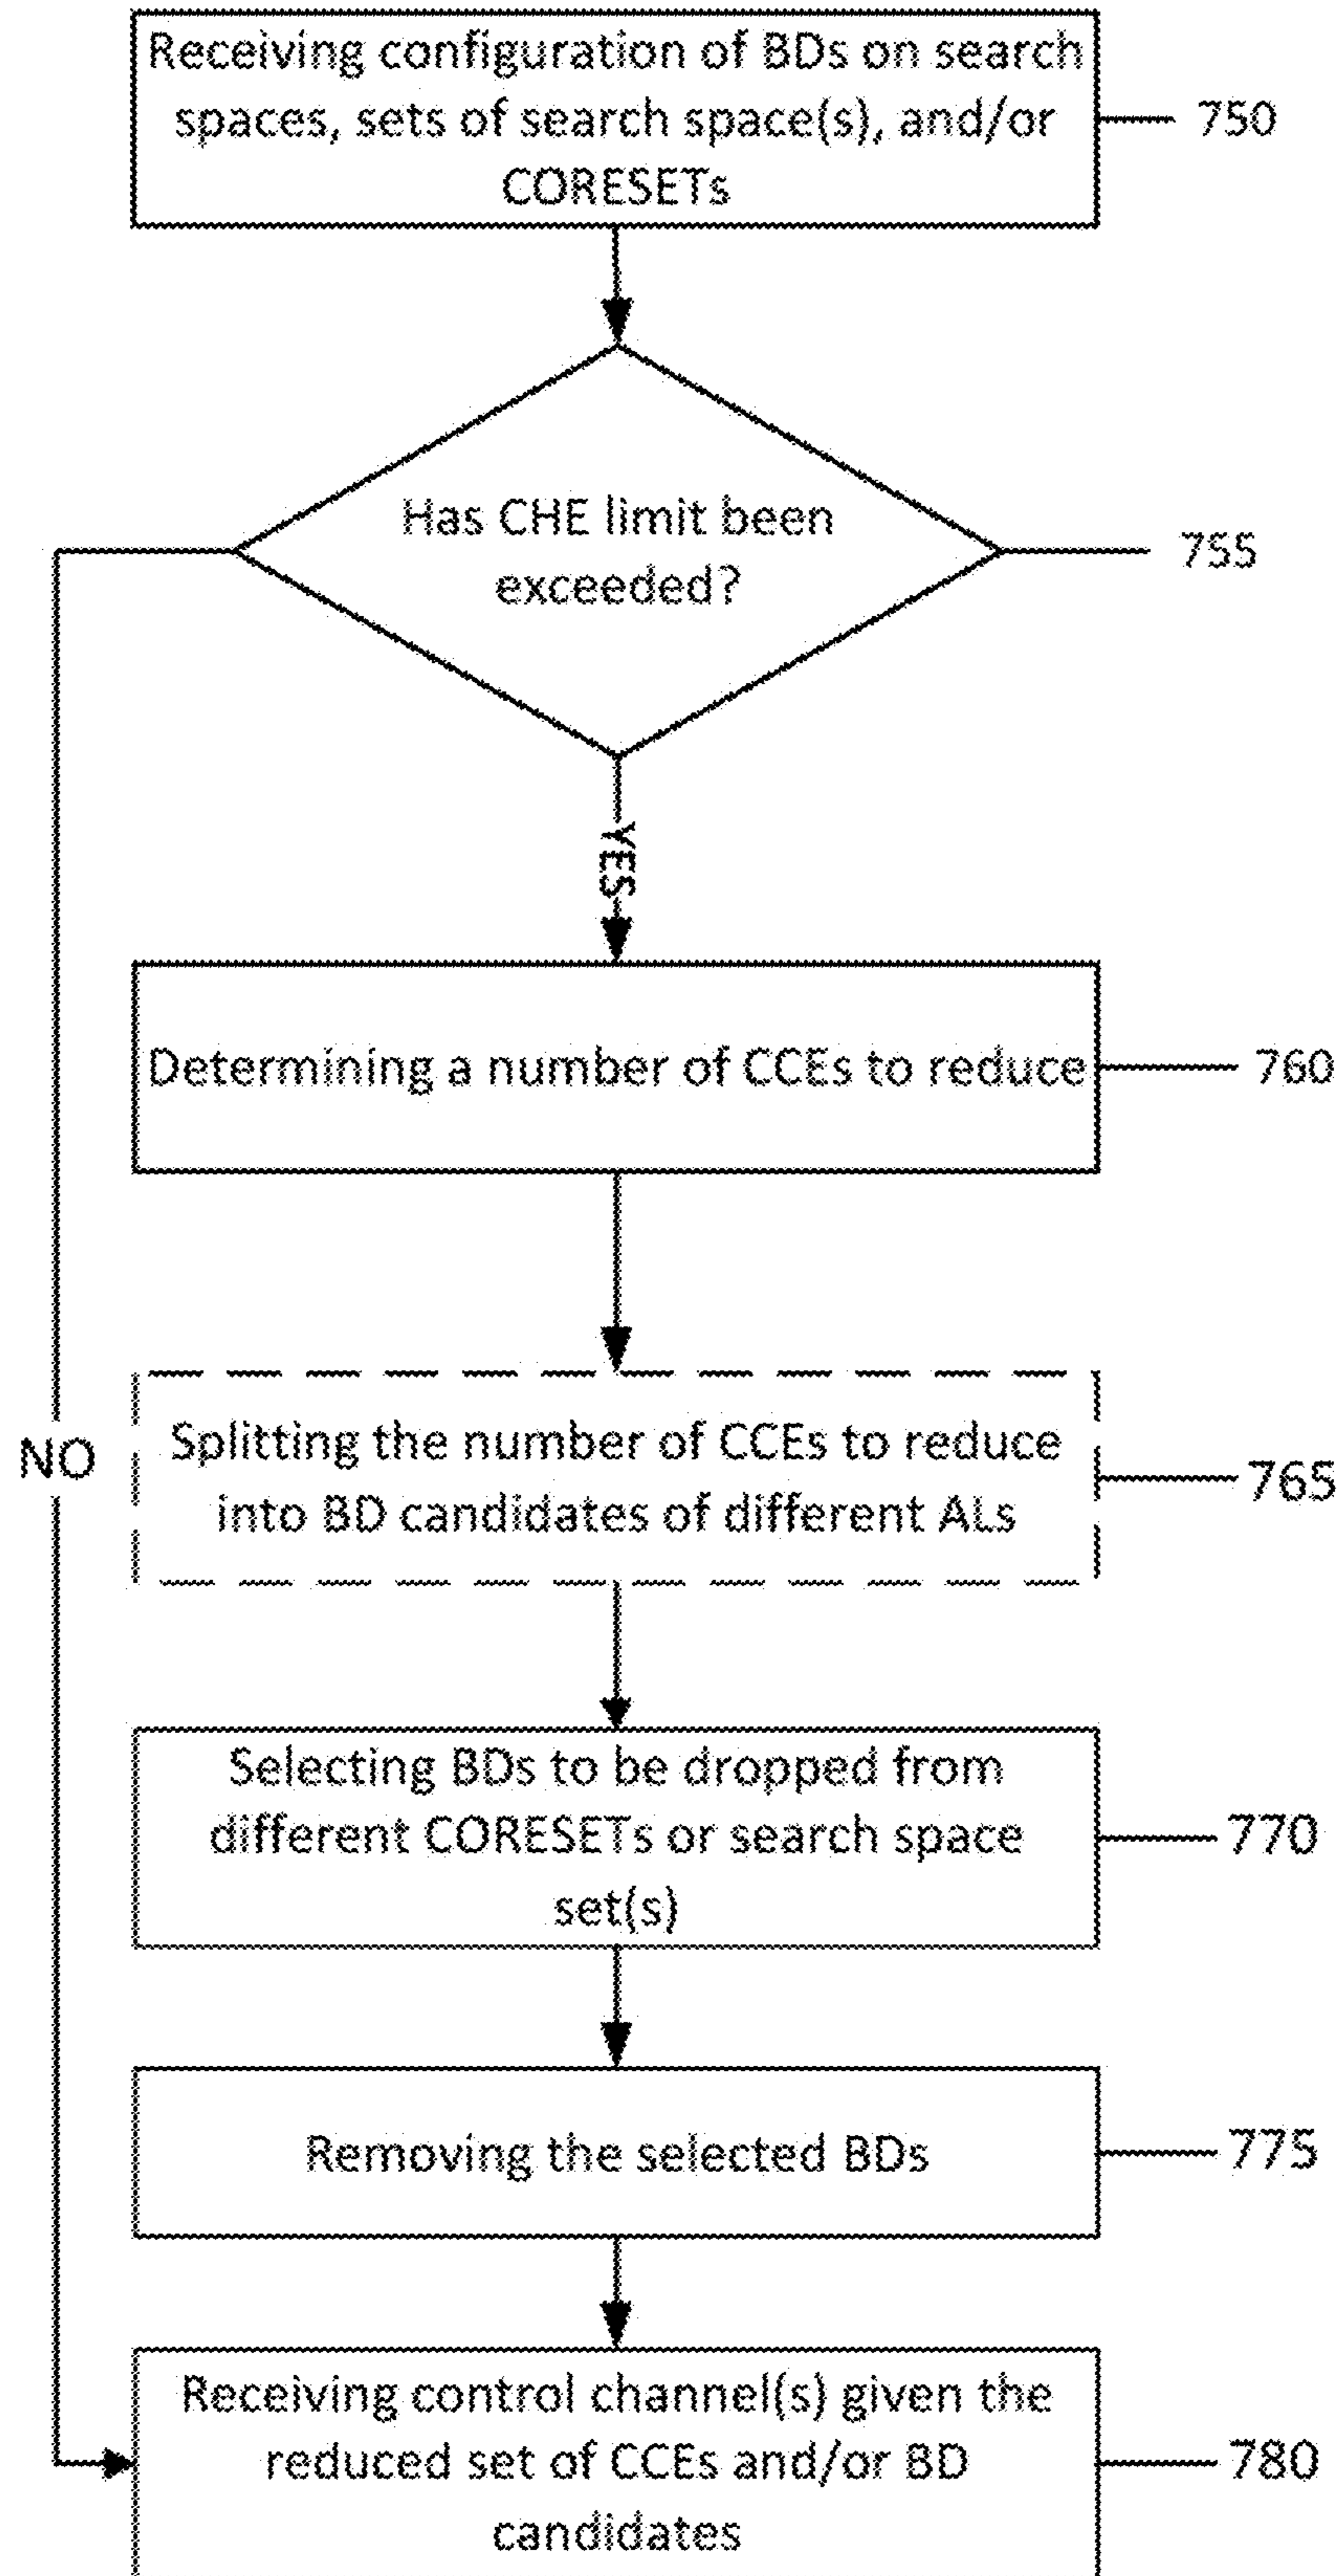 Receiving configuration of BDs on search
spaces, sets of search space(s), and/or
CORESETs
750
Has CHE limit been
exceeded?
755
YES
Determining a number of CCEs to reduce
760
NO
Splitting the number of CCEs to reduce
into BD candidates of different ALs
765
Selecting BDs to be dropped from
different CORESETs or search space
set(s)
770
Removing the selected BDs
775
Receiving control channel(s) given the
reduced set of CCEs and/or BD
candidates
780